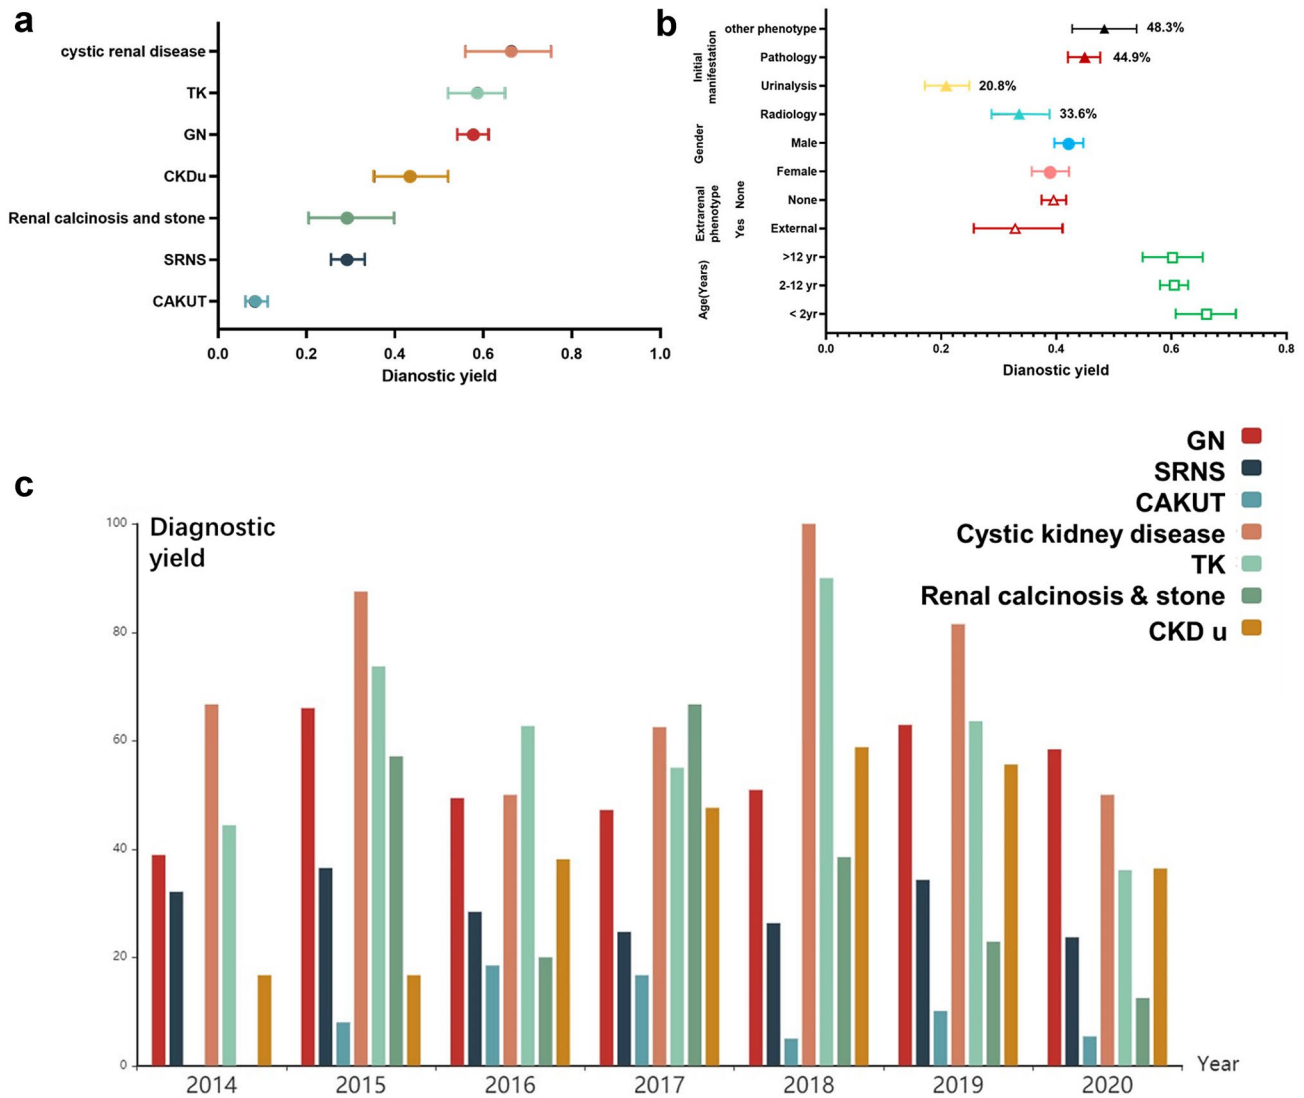 a
cystic renal disease
TK
GN
CKDu
Renal calcinosis and stone
SRNS
CAKUT
0.0 0.2 0.4 0.6 0.8 1.0
Dianostic yield
b
Initial
manifestation
Gender
Extrarenal
phenotype
Yes None
Age(Years)
other phenotype 48.3%
Pathology 44.9%
Urinalysis 20.8%
Radiology 33.6%
Male
Female
None
External
>12 yr
2-12 yr
< 2yr
0.0 0.2 0.4 0.6 0.8
Dianostic yield
c
GN
SRNS
CAKUT
Cystic kidney disease
TK
Renal calcinosis & stone
CKD u
Diagnostic
yield
100
80
60
40
20
0
2014 2015 2016 2017 2018 2019 2020
Year